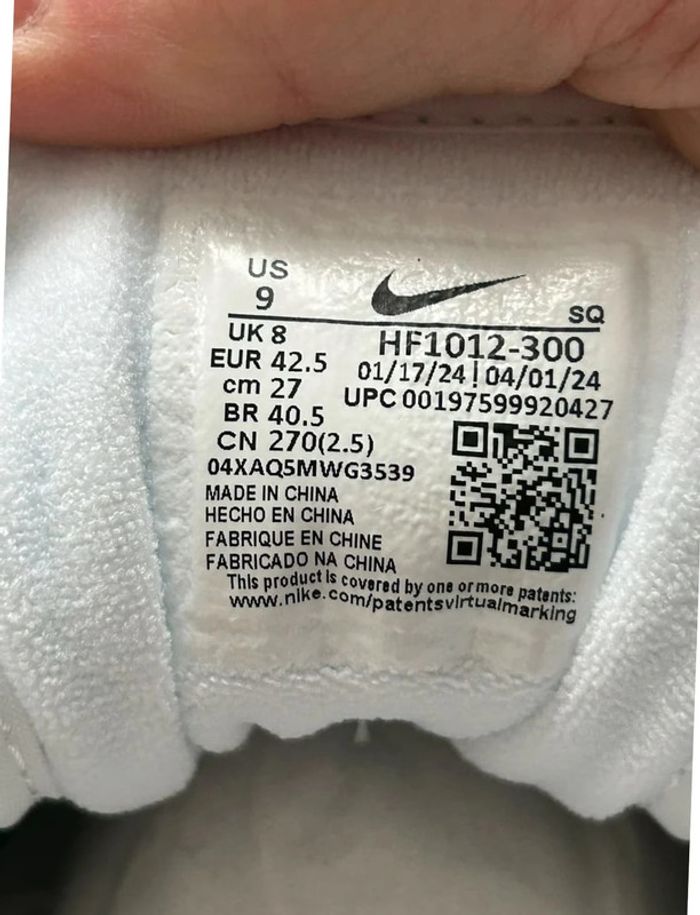 US
9
SQ
UK 8
EUR 42.5
cm 27
BR 40.5
CN 270(2.5)
HF1012-300
01/17/24 | 04/01/24
UPC 00197599920427
04XAQ5MWG3539
MADE IN CHINA
HECHO EN CHINA
FABRIQUE EN CHINE
FABRICADO NA CHINA
This product is covered by one or more patents:
www.nike.com/patentsvirtualmarking